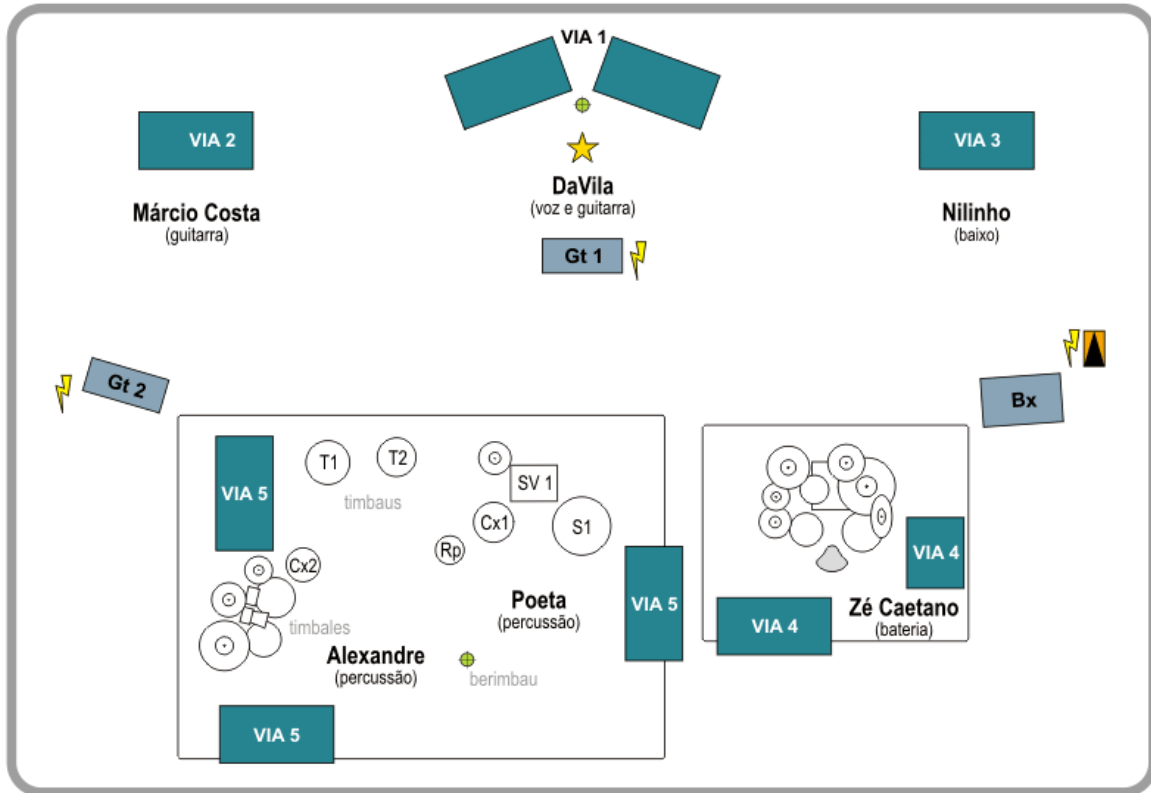 VIA 1
VIA 2
VIA 3
DaVila
(voz e guitarra)
Márcio Costa
(guitarra)
Nilinho
(baixo)
Gt 1
Gt 2
Bx
T1
T2
timbaus
SV 1
VIA 5
Cx1
S1
Rp
Cx2
VIA 4
Poeta
(percussão)
VIA 5
Zé Caetano
(bateria)
VIA 4
timbales
Alexandre
(percussão)
berimbau
VIA 5